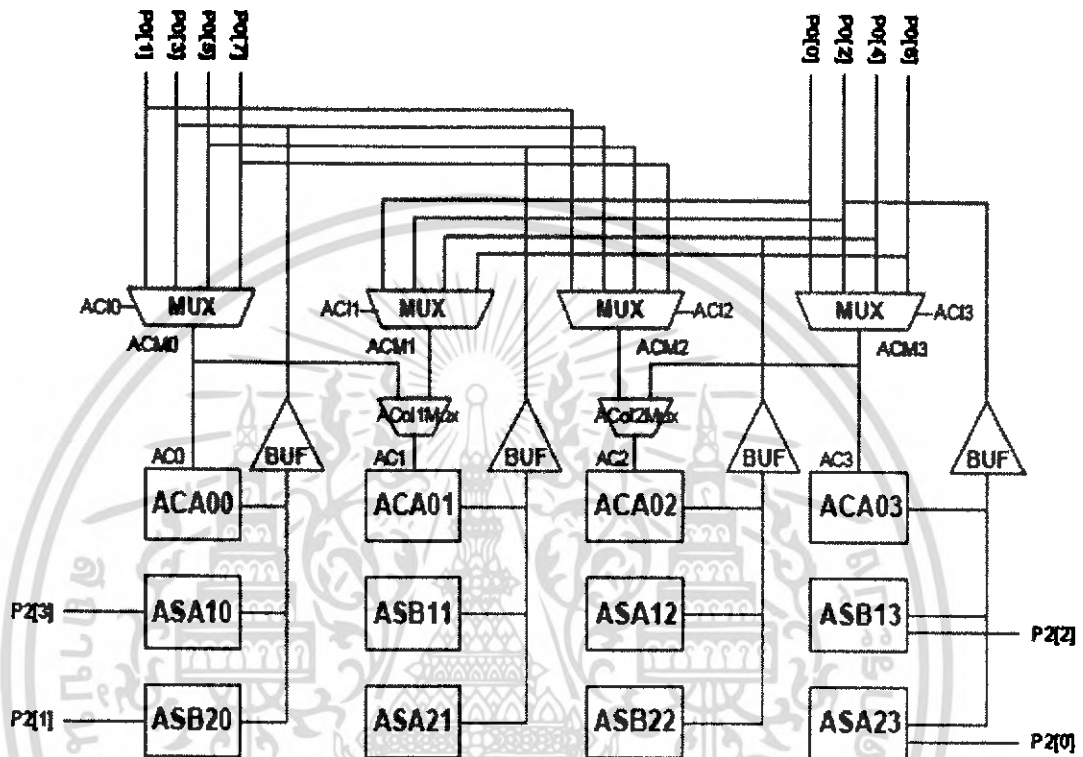 P0[1] P0[3] P0[5] P0[7] P0[0] P0[2] P0[4] P0[6]
ACI0 MUX ACI1 MUX MUX ACI2 MUX ACI3
ACM0 ACM1 ACM2 ACM3
ACol1Mux ACol2Mux
AC0 BUF AC1 BUF AC2 BUF AC3 BUF
ACA00 ACA01 ACA02 ACA03
P2[3] ASA10 ASB11 ASA12 ASB13 P2[2]
P2[1] ASB20 ASA21 ASB22 ASA23 P2[0]